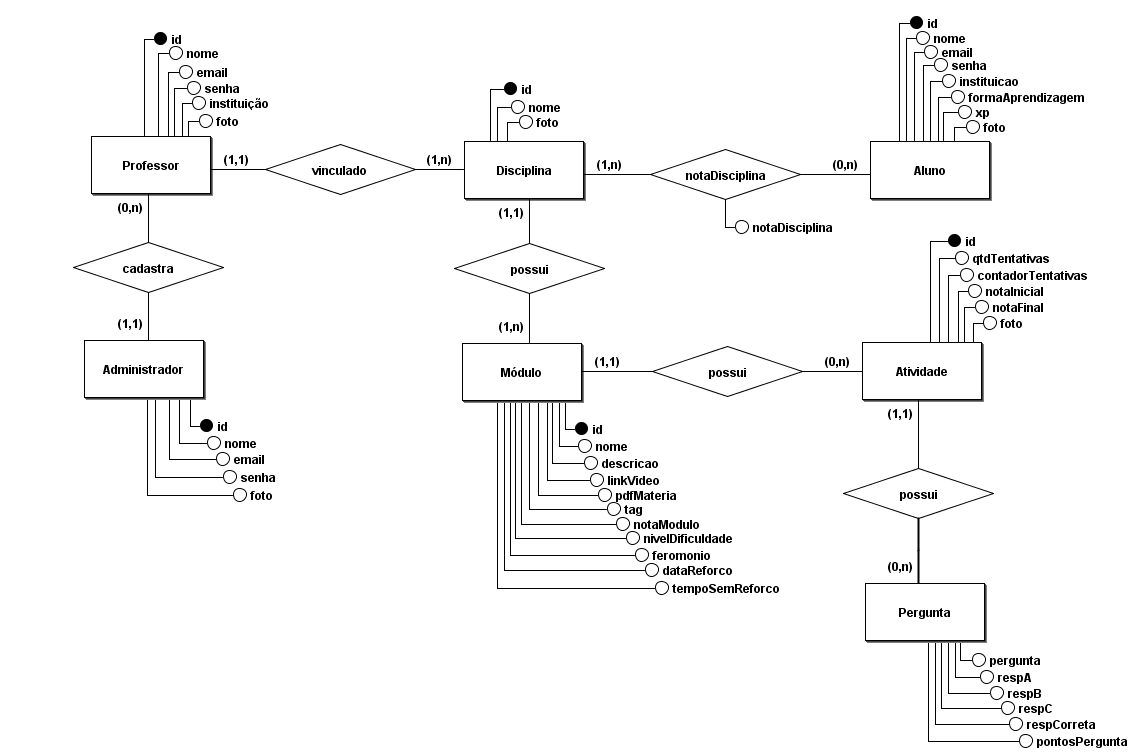 id
nome
email
senha
instituição
foto
Professor
(1,1)
vinculado
(1,n)
id
nome
foto
Disciplina
(1,n)
notaDisciplina
(0,n)
notaDisciplina
id
nome
email
senha
instituicao
formaAprendizagem
xp
foto
Aluno
(0,n)
cadastra
(1,1)
Administrador
id
nome
email
senha
foto
(1,1)
possui
(1,n)
Módulo
id
nome
descricao
linkVideo
pdfMateria
tag
notaModulo
nivelDificuldade
feromonio
dataReforco
tempoSemReforco
(1,1)
possui
(0,n)
id
qtdTentativas
contadorTentativas
notaInicial
notaFinal
foto
Atividade
(1,1)
possui
(0,n)
Pergunta
pergunta
respA
respB
respC
respCorreta
pontosPergunta